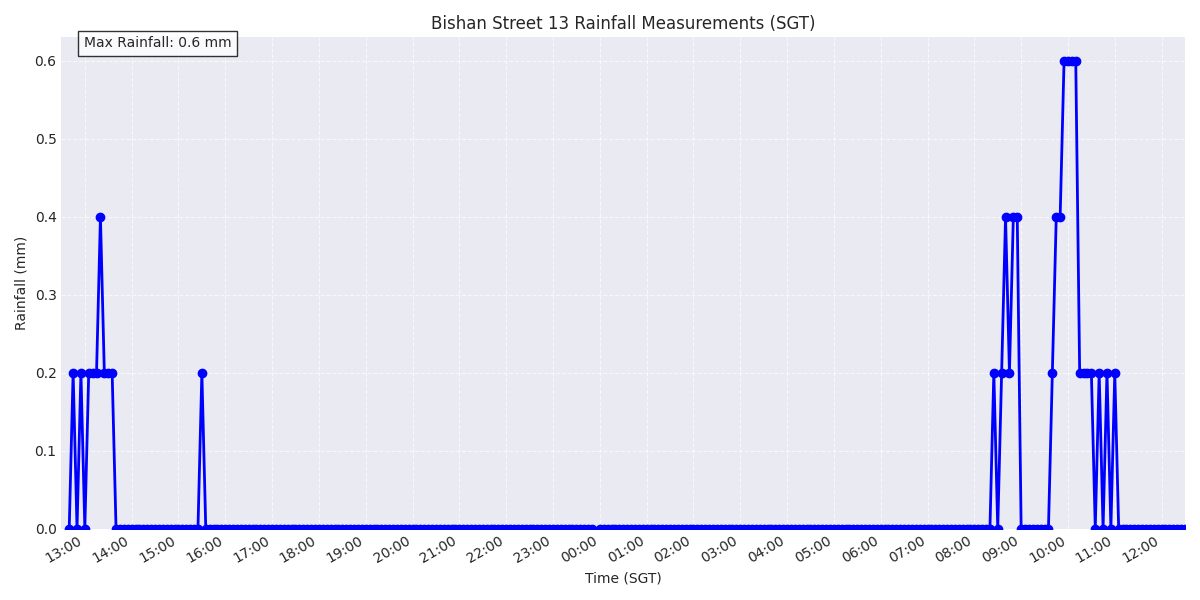 Bishan Street 13 Rainfall Measurements (SGT)
Max Rainfall: 0.6 mm
Rainfall (mm)
0.6
0.5
0.4
0.3
0.2
0.1
0.0
13:00 14:00 15:00 16:00 17:00 18:00 19:00 20:00 21:00 22:00 23:00 00:00 01:00 02:00 03:00 04:00 05:00 06:00 07:00 08:00 09:00 10:00 11:00 12:00
Time (SGT)